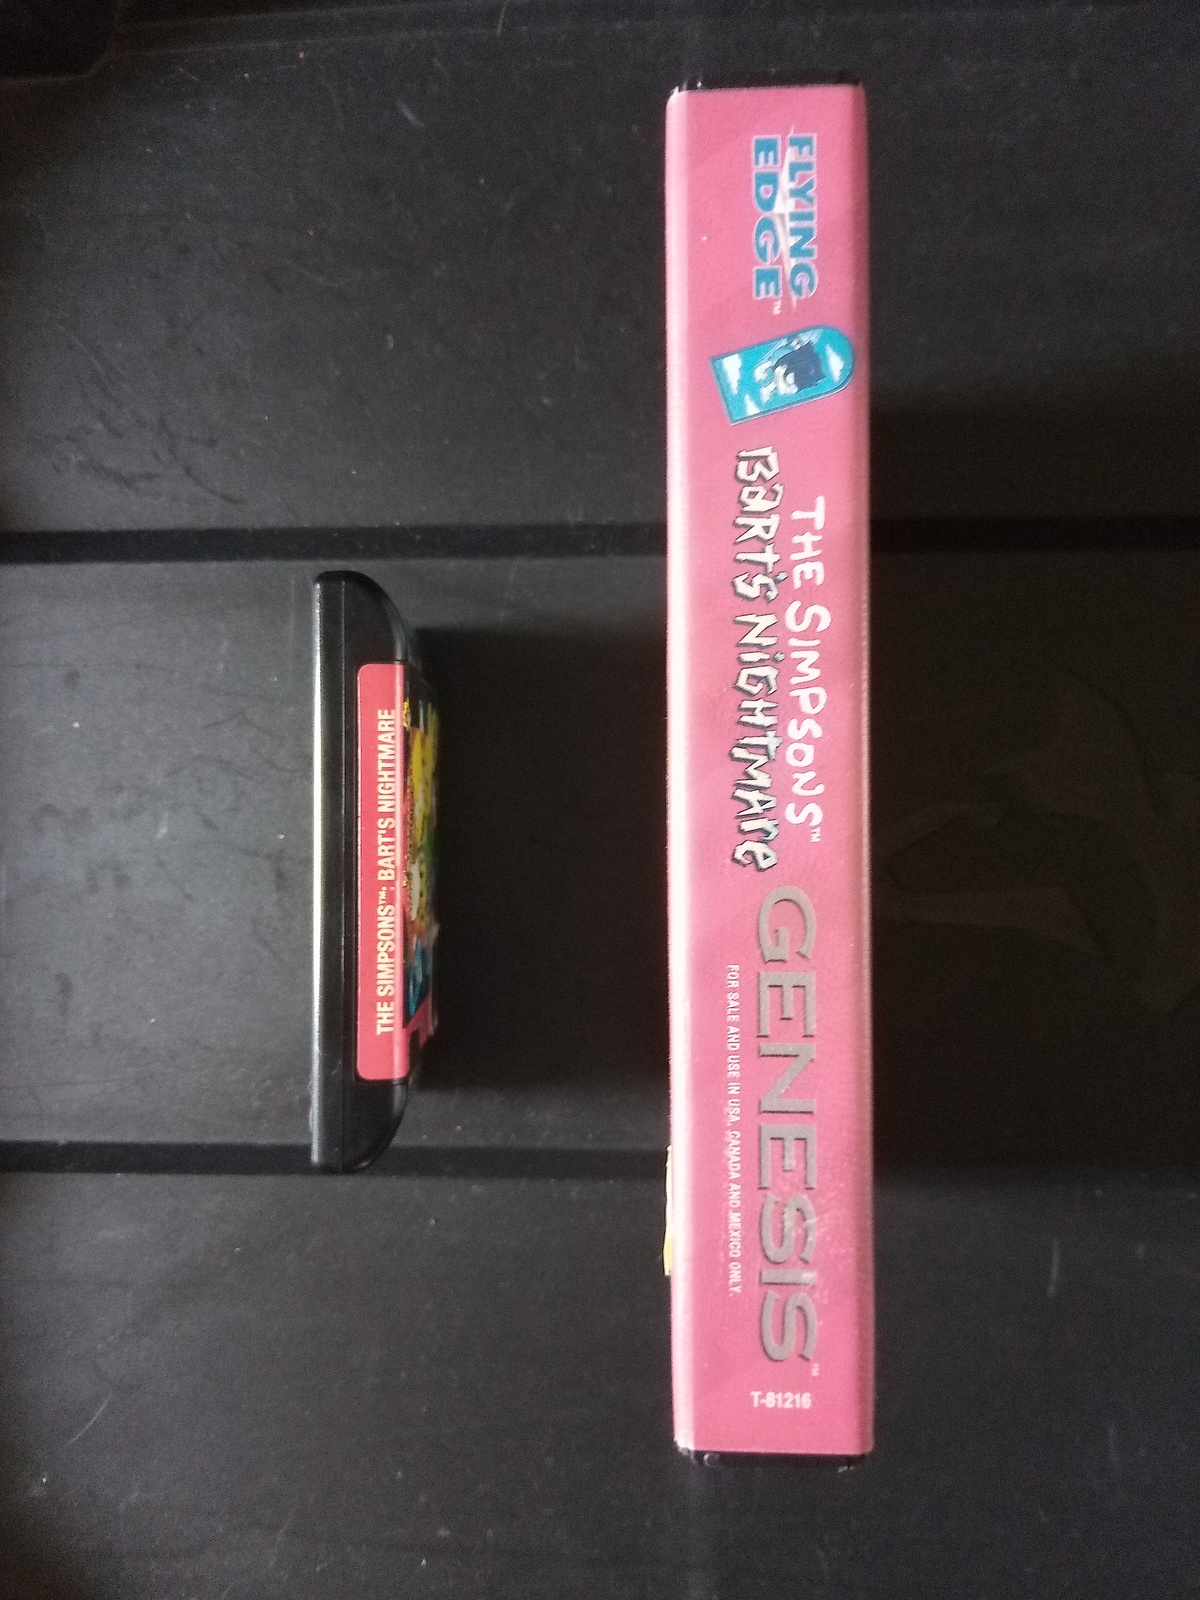 THE SIMPSONS™: BART'S NIGHTMARE
FLYING
EDGE™
THE SIMPSONS™
BART'S NIGHTMARE
GENESIS™
FOR SALE AND USE IN USA, CANADA AND MEXICO ONLY.
T-81216